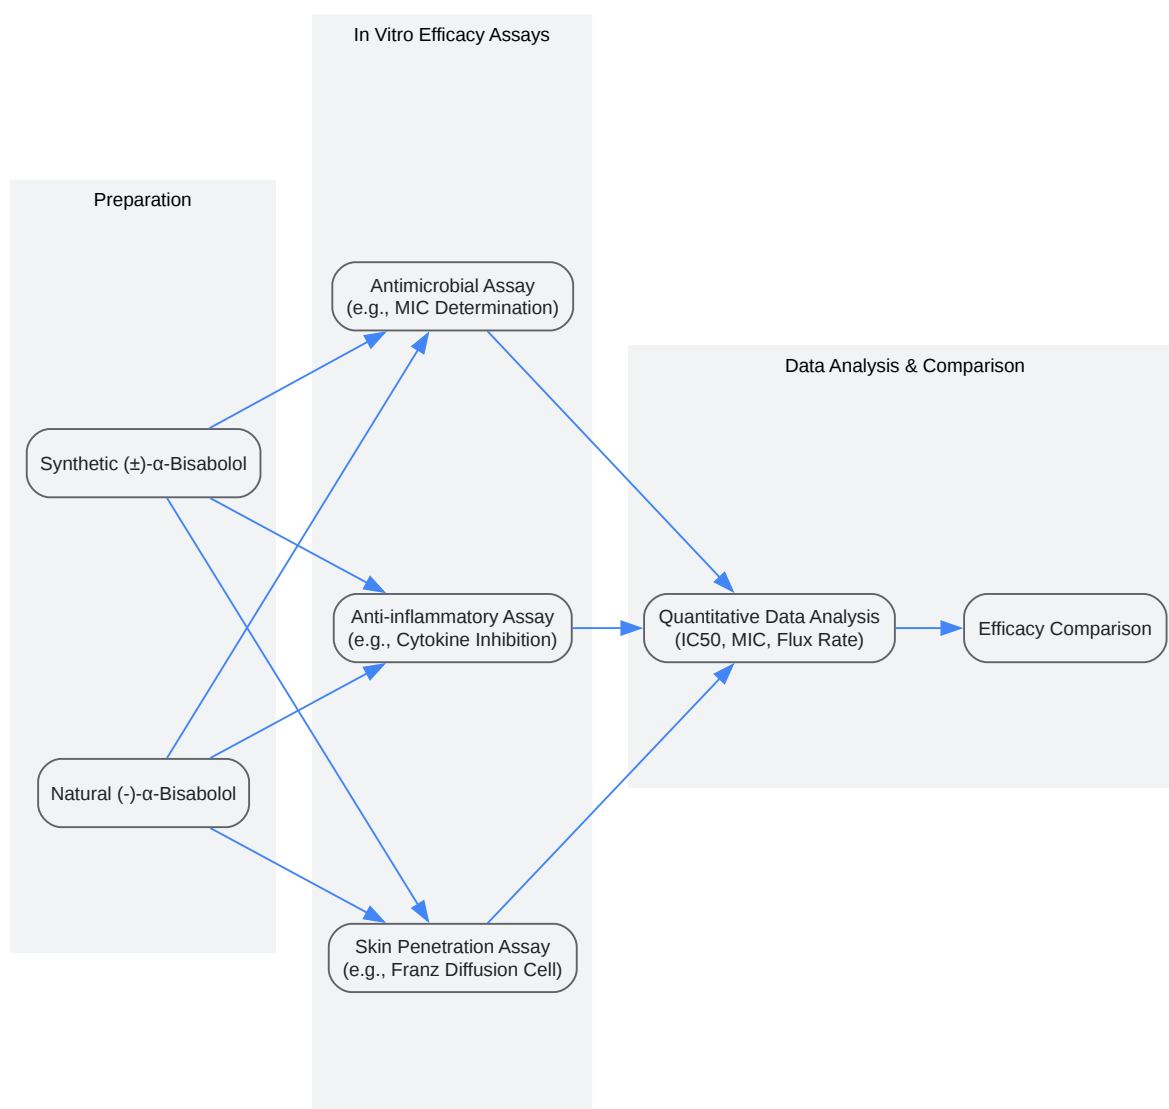 In Vitro Efficacy Assays
Preparation
Antimicrobial Assay
(e.g., MIC Determination)
Data Analysis & Comparison
Synthetic (±)-α-Bisabolol
Anti-inflammatory Assay
(e.g., Cytokine Inhibition)
Quantitative Data Analysis
(IC50, MIC, Flux Rate)
Efficacy Comparison
Natural (-)-α-Bisabolol
Skin Penetration Assay
(e.g., Franz Diffusion Cell)